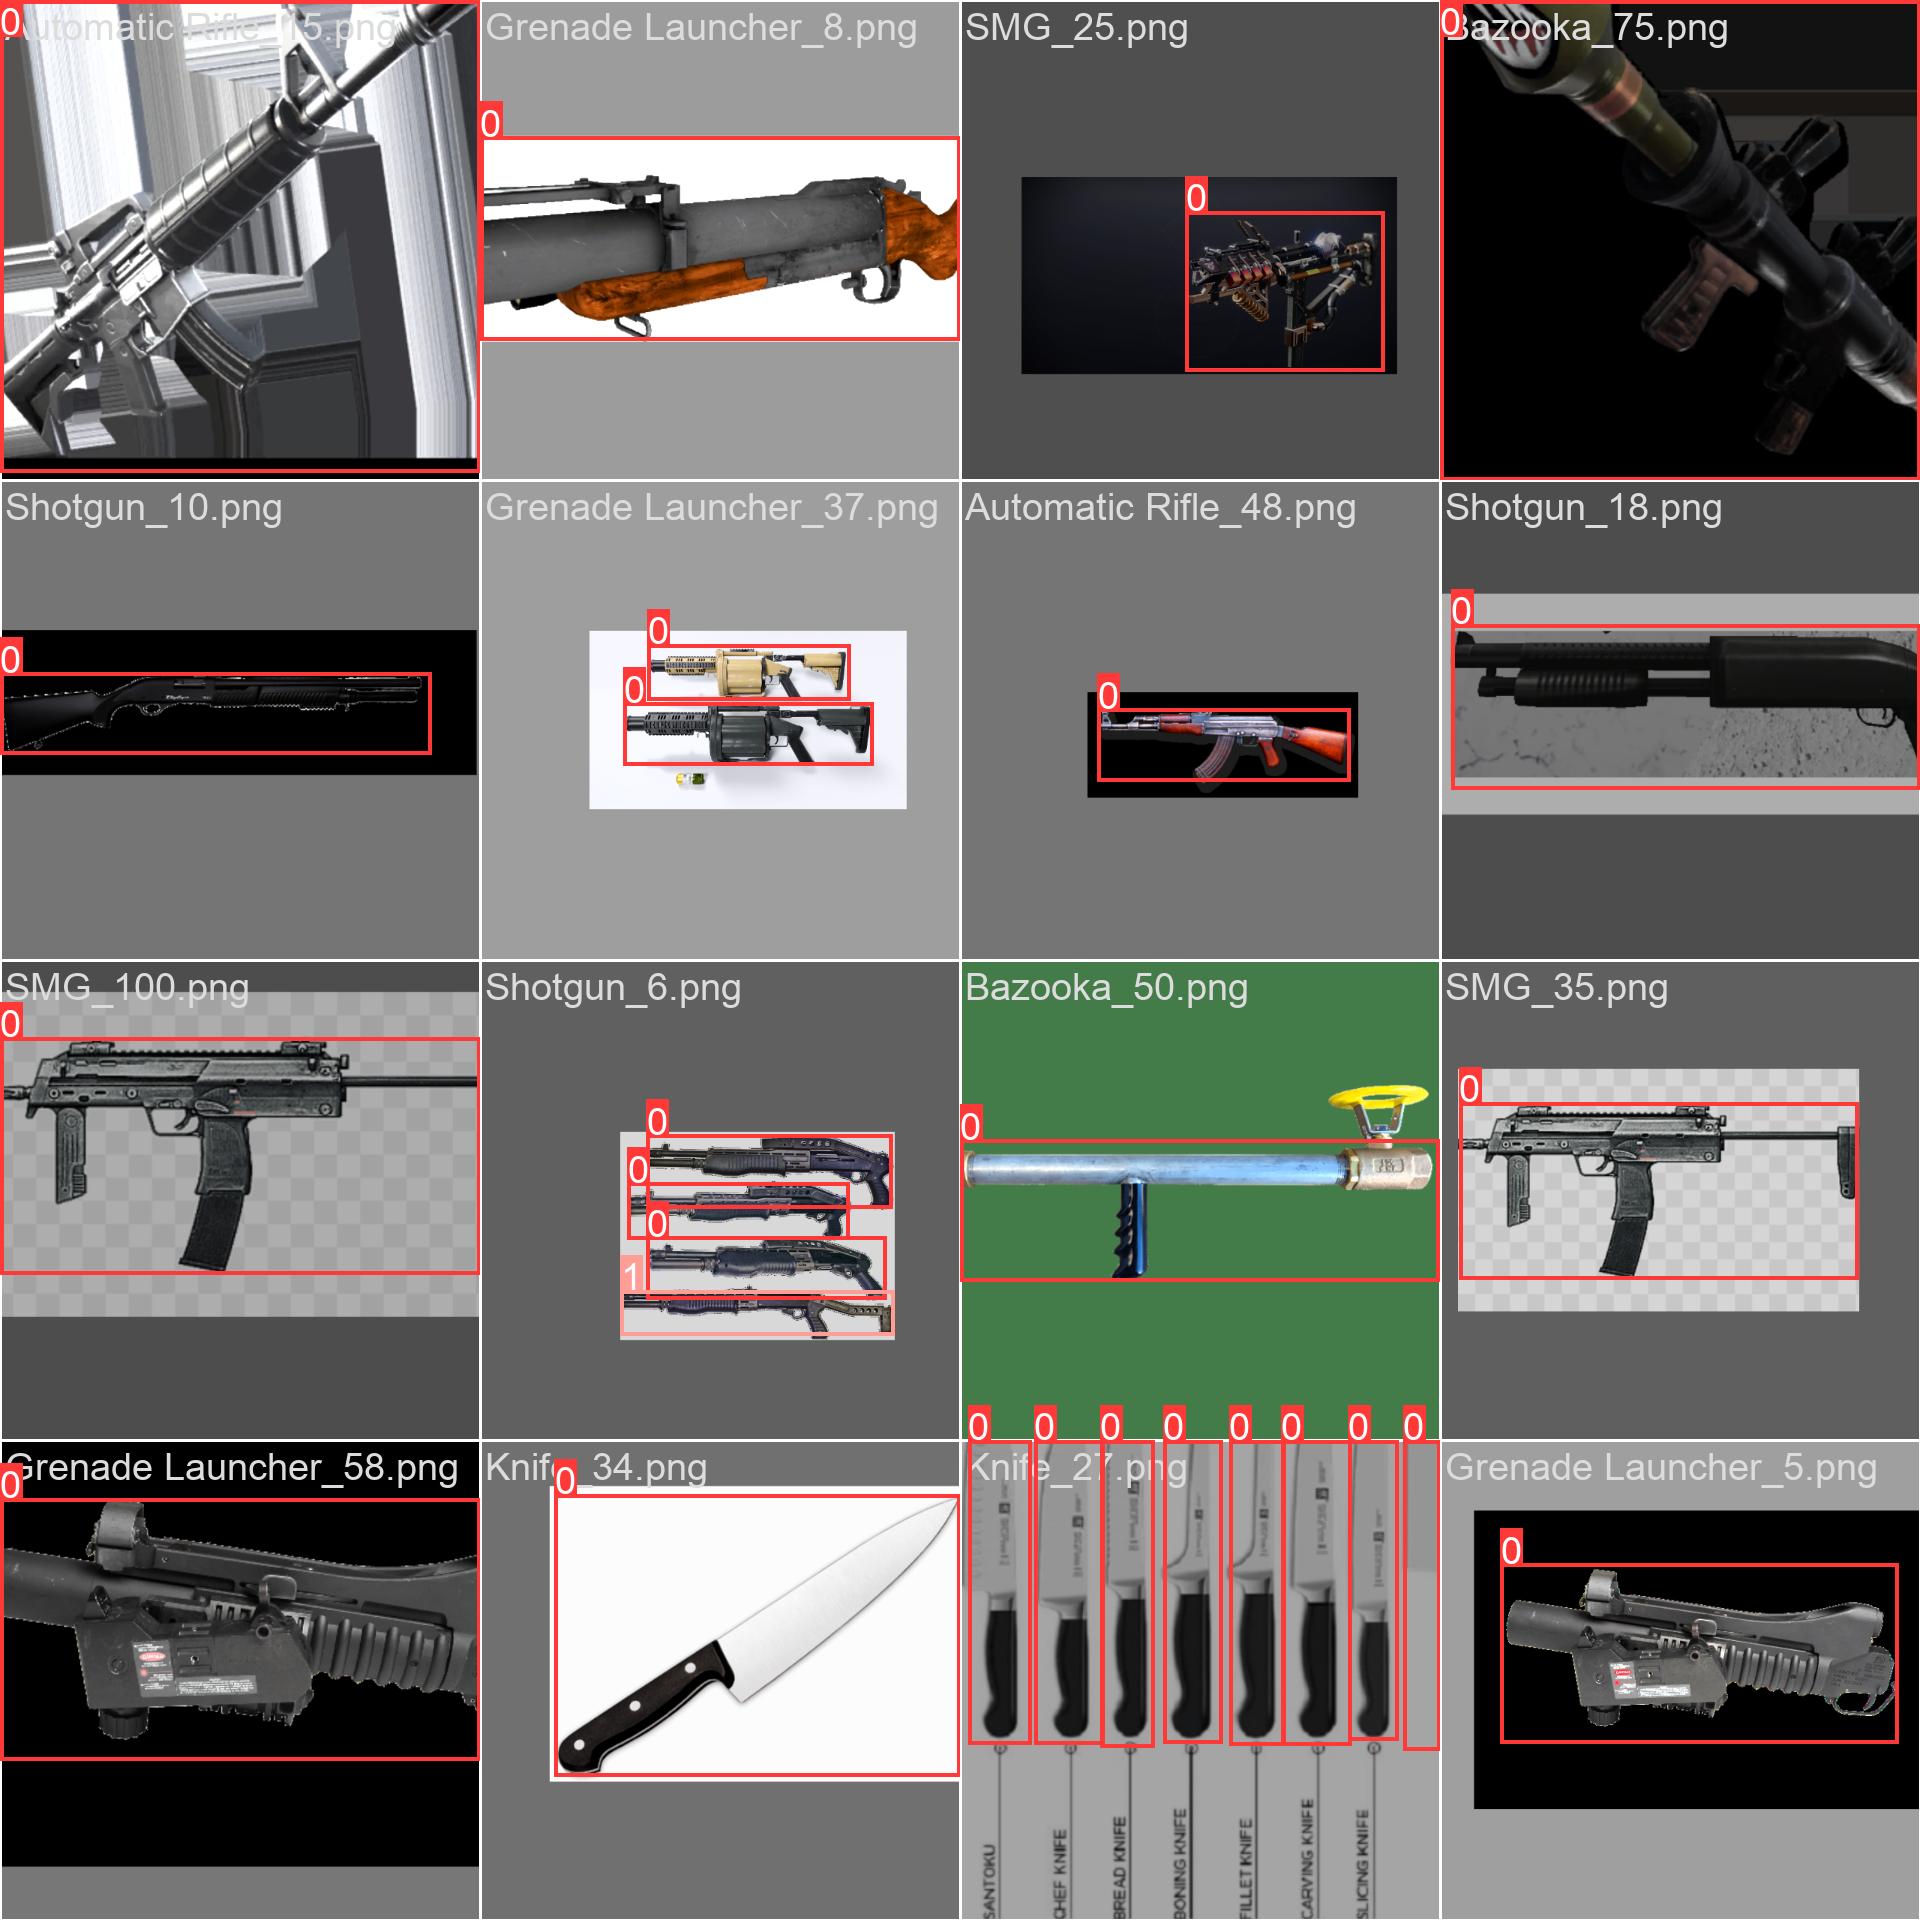 0
Automatic Rifle_15.png
Grenade Launcher_8.png
0
SMG_25.png
0
0
Bazooka_75.png
Shotgun_10.png
0
Grenade Launcher_37.png
0
0
Automatic Rifle_48.png
0
Shotgun_18.png
0
SMG_100.png
0
Shotgun_6.png
0
0
0
1
Bazooka_50.png
0
SMG_35.png
0
Grenade Launcher_58.png
0
Knife_34.png
0
0 0 0 0 0 0 0 0
Knife_27.png
SANTOKU
CHEF KNIFE
BREAD KNIFE
BONING KNIFE
FILLET KNIFE
CARVING KNIFE
SLICING KNIFE
Grenade Launcher_5.png
0